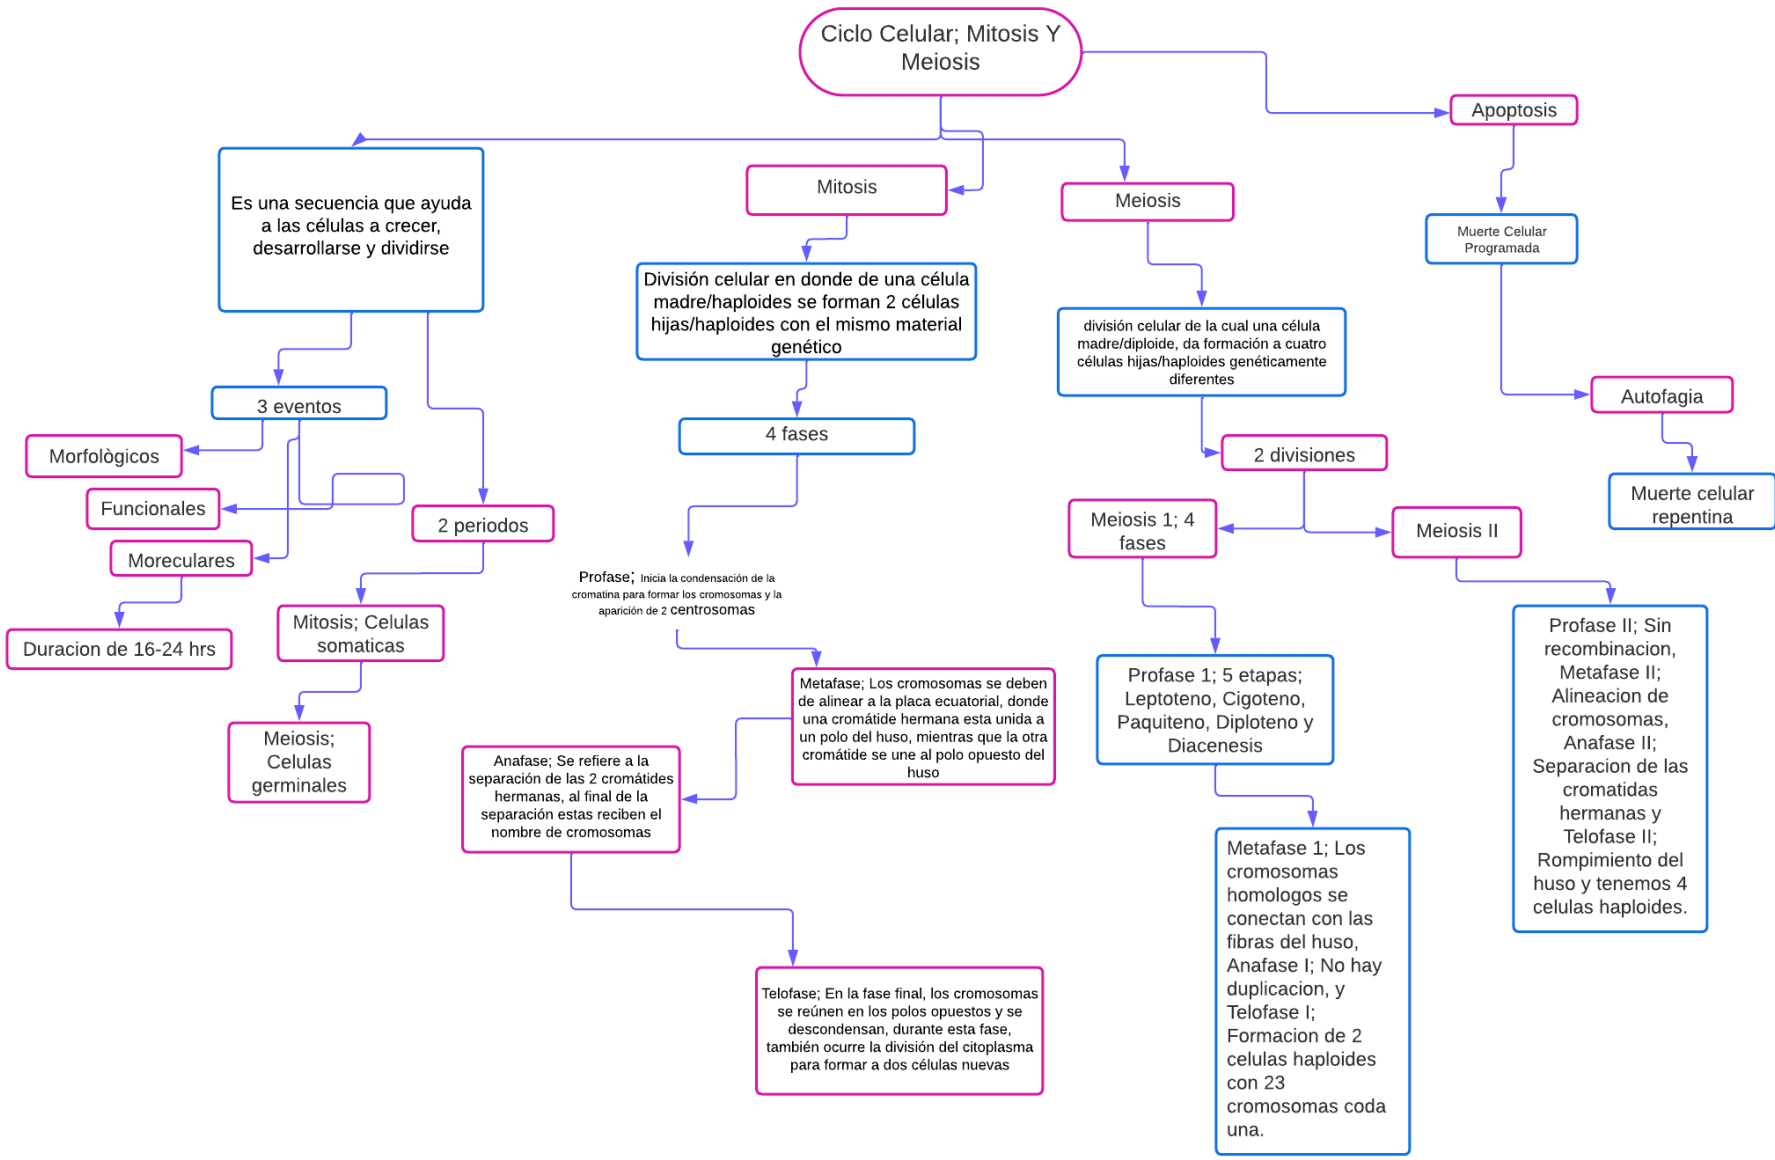 Ciclo Celular; Mitosis Y
Meiosis
Es una secuencia que ayuda
a las células a crecer,
desarrollarse y dividirse
3 eventos
Morfològicos
Funcionales
Moreculares
Duracion de 16-24 hrs
2 periodos
Mitosis; Celulas
somaticas
Meiosis;
Celulas
germinales
Mitosis
División celular en donde de una célula
madre/haploides se forman 2 células
hijas/haploides con el mismo material
genético
4 fases
Profase; Inicia la condensación de la
cromatina para formar los cromosomas y la
aparición de 2 centrosomas
Metafase; Los cromosomas se deben
de alinear a la placa ecuatorial, donde
una cromátide hermana esta unida a
un polo del huso, mientras que la otra
cromátide se une al polo opuesto del
huso
Anafase; Se refiere a la
separación de las 2 cromátides
hermanas, al final de la
separación estas reciben el
nombre de cromosomas
Telofase; En la fase final, los cromosomas
se reúnen en los polos opuestos y se
descondensan, durante esta fase,
también ocurre la división del citoplasma
para formar a dos células nuevas
Meiosis
división celular de la cual una célula
madre/diploide, da formación a cuatro
células hijas/haploides genéticamente
diferentes
2 divisiones
Meiosis 1; 4
fases
Profase 1; 5 etapas;
Leptoteno, Cigoteno,
Paquiteno, Diploteno y
Diacenesis
Metafase 1; Los
cromosomas
homologos se
conectan con las
fibras del huso,
Anafase I; No hay
duplicacion, y
Telofase I;
Formacion de 2
celulas haploides
con 23
cromosomas coda
una.
Meiosis II
Profase II; Sin
recombinacion,
Metafase II;
Alineacion de
cromosomas,
Anafase II;
Separacion de las
cromatidas
hermanas y
Telofase II;
Rompimiento del
huso y tenemos 4
celulas haploides.
Apoptosis
Muerte Celular
Programada
Autofagia
Muerte celular
repentina